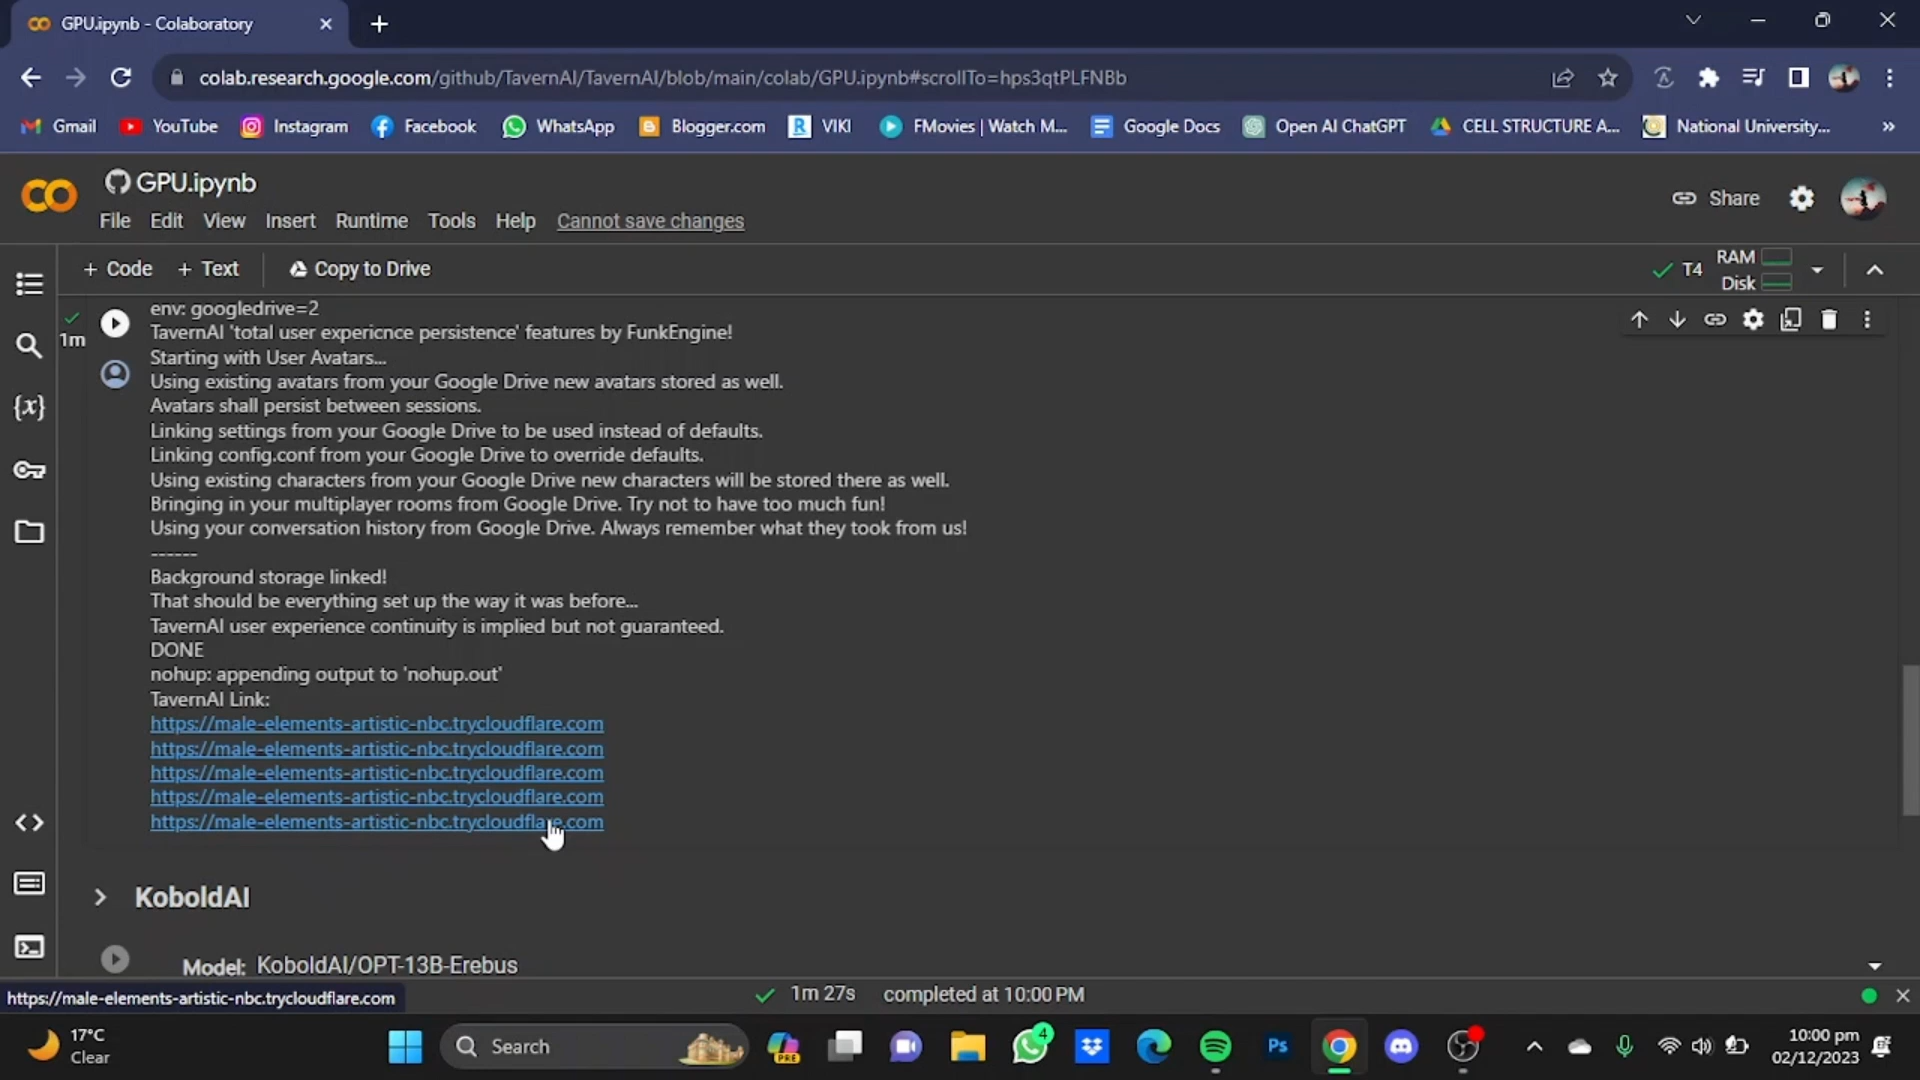 GPU.ipynb - Colaboratory
colab.research.google.com/github/TavernAI/TavernAI/blob/main/colab/GPU.ipynb#scrollTo=hps3qtPLFNBb
Gmail YouTube Instagram Facebook WhatsApp Blogger.com VIKI FMovies | Watch M... Google Docs Open AI ChatGPT CELL STRUCTURE A... National University... »
GPU.ipynb
Share
File Edit View Insert Runtime Tools Help Cannot save changes
+ Code + Text Copy to Drive
T4 RAM
Disk
env: googledrive=2
TavernAI 'total user expericnce persistence' features by FunkEngine!
1m
Starting with User Avatars...
Using existing avatars from your Google Drive new avatars stored as well.
Avatars shall persist between sessions.
{x}
Linking settings from your Google Drive to be used instead of defaults.
Linking config.conf from your Google Drive to override defaults.
Using existing characters from your Google Drive new characters will be stored there as well.
Bringing in your multiplayer rooms from Google Drive. Try not to have too much fun!
Using your conversation history from Google Drive. Always remember what they took from us!
------
Background storage linked!
That should be everything set up the way it was before...
TavernAI user experience continuity is implied but not guaranteed.
DONE
nohup: appending output to 'nohup.out'
TavernAI Link:
https://male-elements-artistic-nbc.trycloudflare.com
https://male-elements-artistic-nbc.trycloudflare.com
https://male-elements-artistic-nbc.trycloudflare.com
https://male-elements-artistic-nbc.trycloudflare.com
https://male-elements-artistic-nbc.trycloudflare.com
KoboldAI
Model: KoboldAI/OPT-13B-Erebus
https://male-elements-artistic-nbc.trycloudflare.com
1m 27s completed at 10:00 PM
17°C
Clear
Search
PRE
4
Ps
10:00 pm
02/12/2023